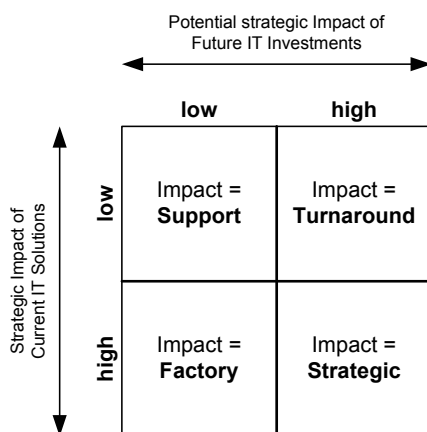 Potential strategic Impact of
Future IT Investments
low high
Strategic Impact of
Current IT Solutions
low
Impact = Impact =
Support Turnaround
high
Impact = Impact =
Factory Strategic